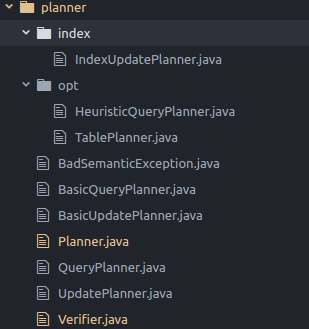 planner
index
IndexUpdatePlanner.java
opt
HeuristicQueryPlanner.java
TablePlanner.java
BadSemanticException.java
BasicQueryPlanner.java
BasicUpdatePlanner.java
Planner.java
QueryPlanner.java
UpdatePlanner.java
Verifier.java